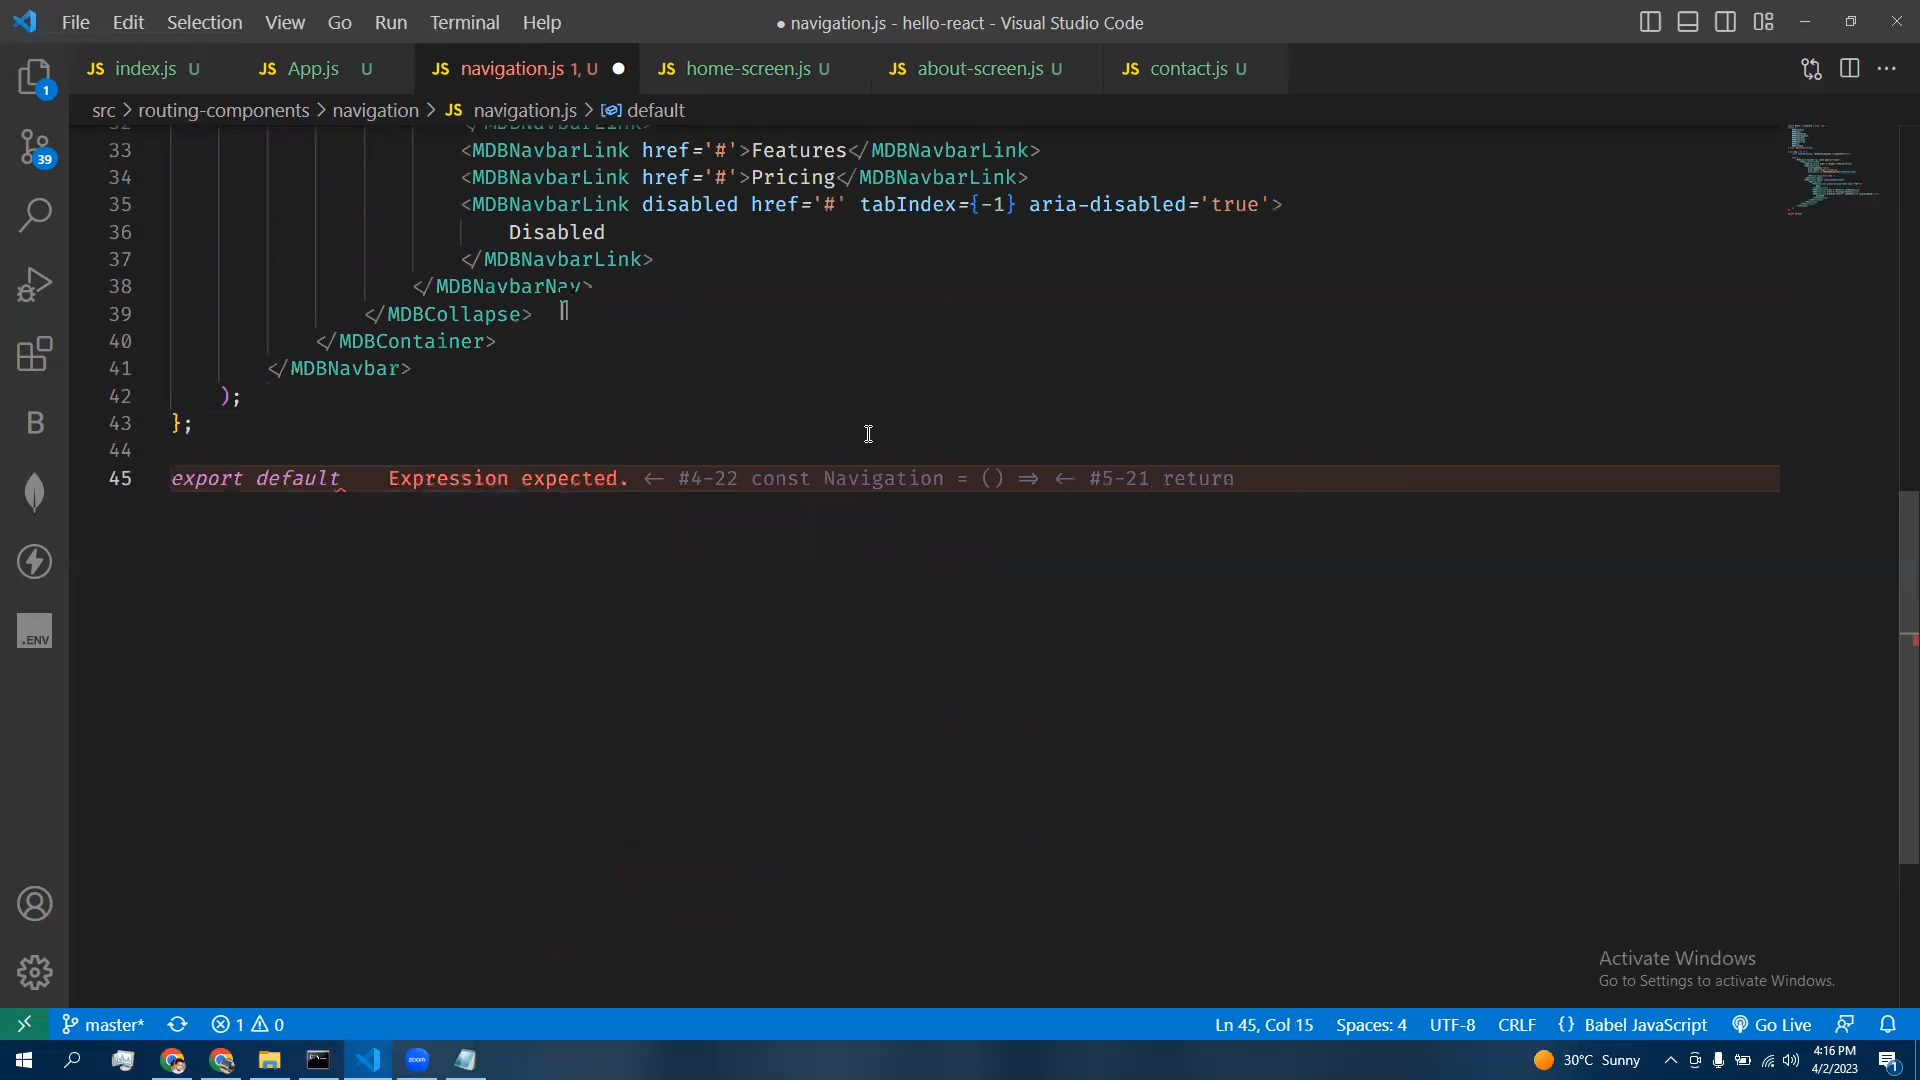 File Edit Selection View Go Run Terminal Help
● navigation.js - hello-react - Visual Studio Code
JS index.js U
JS App.js U
JS navigation.js 1, U ●
JS home-screen.js U
JS about-screen.js U
JS contact.js U
src > routing-components > navigation > JS navigation.js > default
32 </MDBNavbarLink>
33 <MDBNavbarLink href='#'>Features</MDBNavbarLink>
34 <MDBNavbarLink href='#'>Pricing</MDBNavbarLink>
35 <MDBNavbarLink disabled href='#' tabIndex={-1} aria-disabled='true'>
36 Disabled
37 </MDBNavbarLink>
38 </MDBNavbarNav>
39 </MDBCollapse>
40 </MDBContainer>
41 </MDBNavbar>
42 );
43 };
44
45 export default Expression expected. ← #4-22 const Navigation = () ⇒ ← #5-21 return
1
39
B
.ENV
Activate Windows
Go to Settings to activate Windows.
master* 1 0 Ln 45, Col 15 Spaces: 4 UTF-8 CRLF {} Babel JavaScript Go Live
zoom
30°C Sunny
4:16 PM
4/2/2023
1